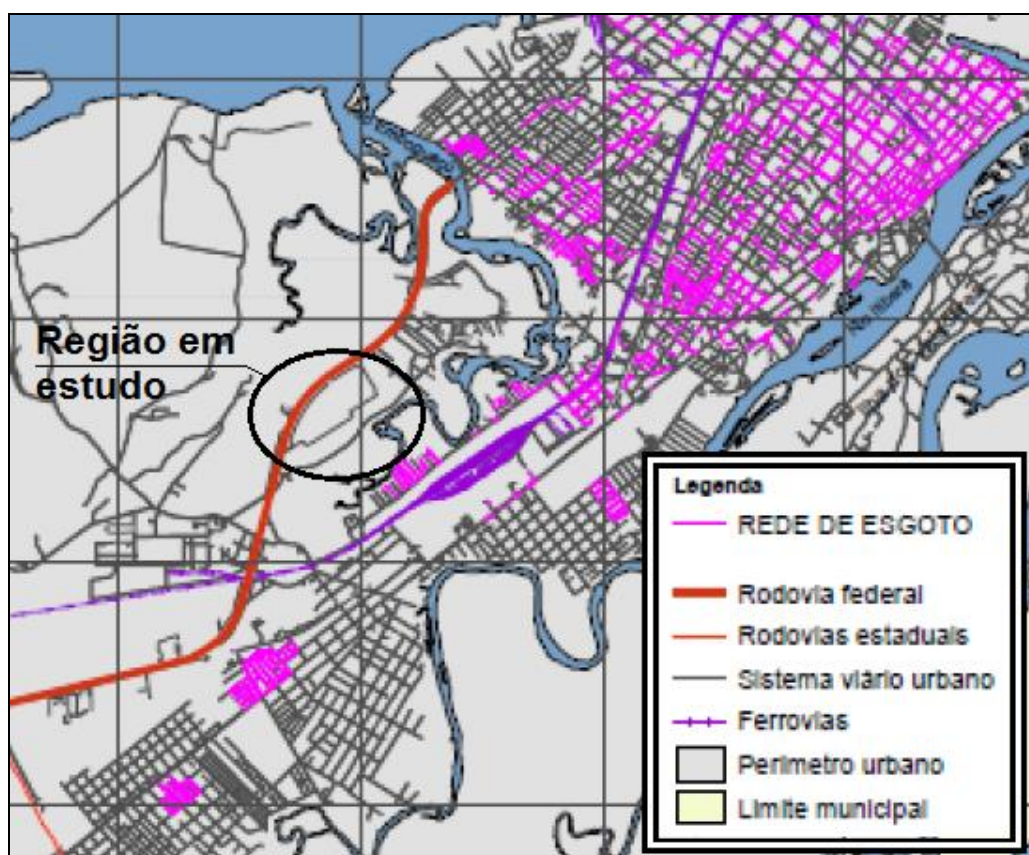 Região em
estudo
Legenda
REDE DE ESGOTO
Rodovia federal
Rodovias estaduais
Sistema viário urbano
Ferrovias
Perímetro urbano
Limite municipal